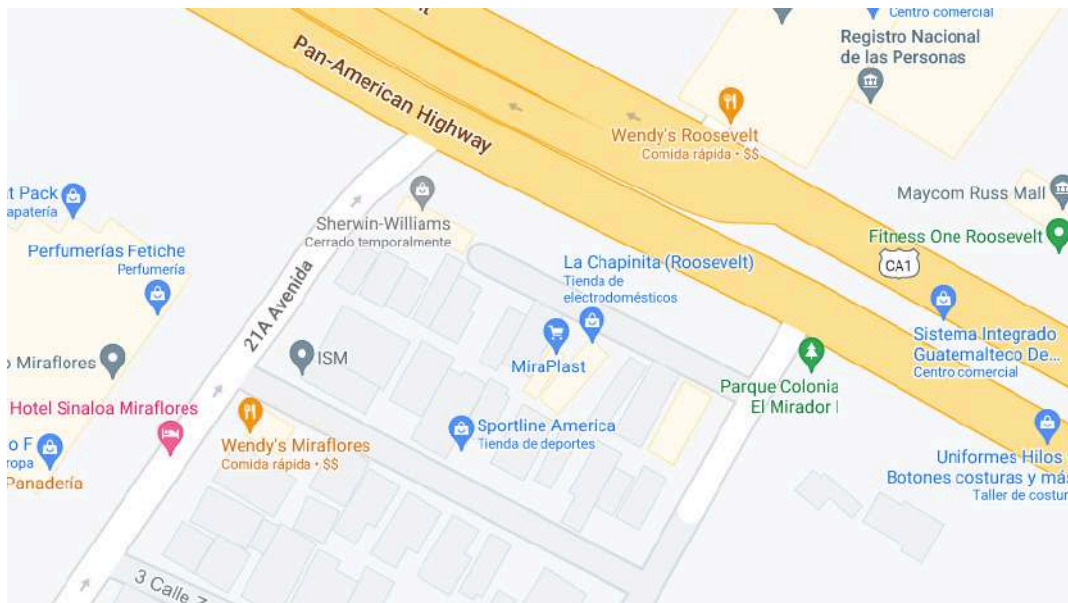 Centro comercial
Registro Nacional
de las Personas
Pan-American Highway
Wendy's Roosevelt
Comida rápida • $$
Maycom Russ Mall
Fitness One Roosevelt
CA1
t Pack
apatería
Sherwin-Williams
Cerrado temporalmente
Perfumerías Fetiche
Perfumería
La Chapinita (Roosevelt)
Tienda de
electrodomésticos
21A Avenida
Sistema Integrado
Guatemalteco De...
Centro comercial
o Miraflores
ISM
MiraPlast
Parque Colonia
El Mirador I
Hotel Sinaloa Miraflores
Sportline America
Tienda de deportes
Wendy's Miraflores
Comida rápida • $$
o F
ropa
Panadería
Uniformes Hilos
Botones costuras y más
Taller de costur
3 Calle